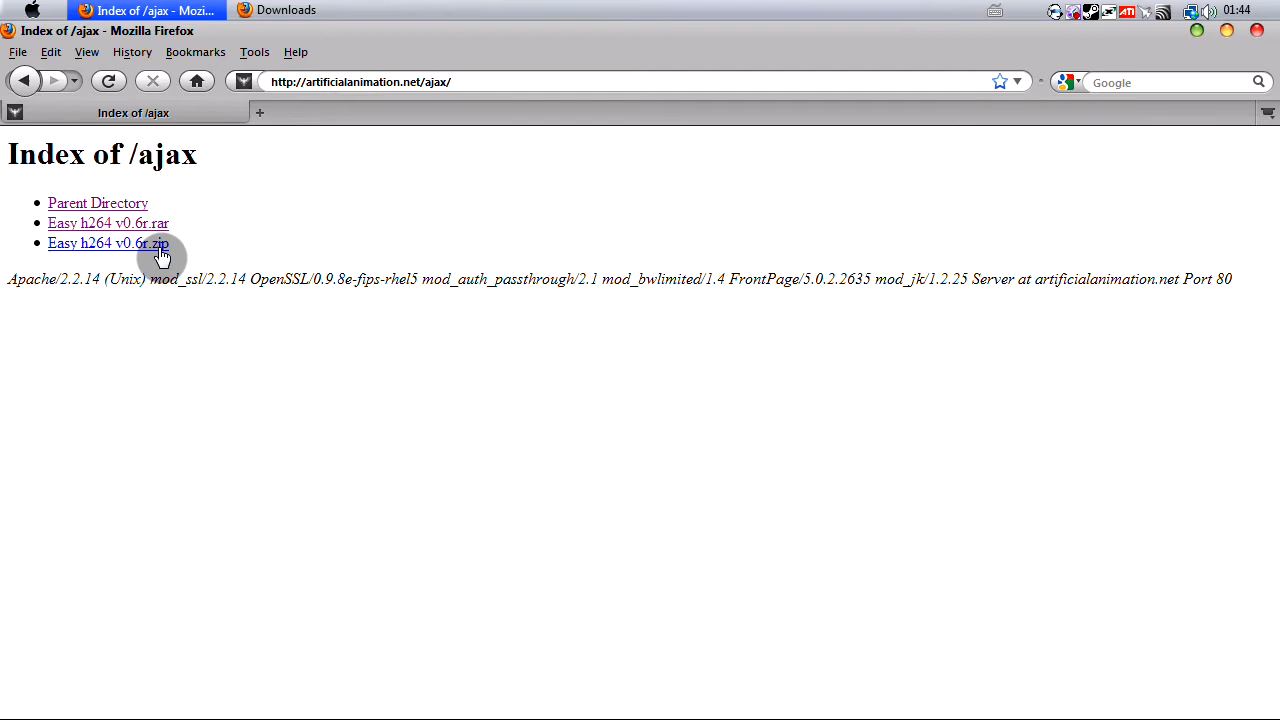 Index of /ajax - Mozi...
Downloads
ATI
01:44
Index of /ajax - Mozilla Firefox
File Edit View History Bookmarks Tools Help
http://artificialanimation.net/ajax/
Google
Index of /ajax
Index of /ajax
Parent Directory
Easy h264 v0.6r.rar
Easy h264 v0.6r.zip
Apache/2.2.14 (Unix) mod_ssl/2.2.14 OpenSSL/0.9.8e-fips-rhel5 mod_auth_passthrough/2.1 mod_bwlimited/1.4 FrontPage/5.0.2.2635 mod_jk/1.2.25 Server at artificialanimation.net Port 80